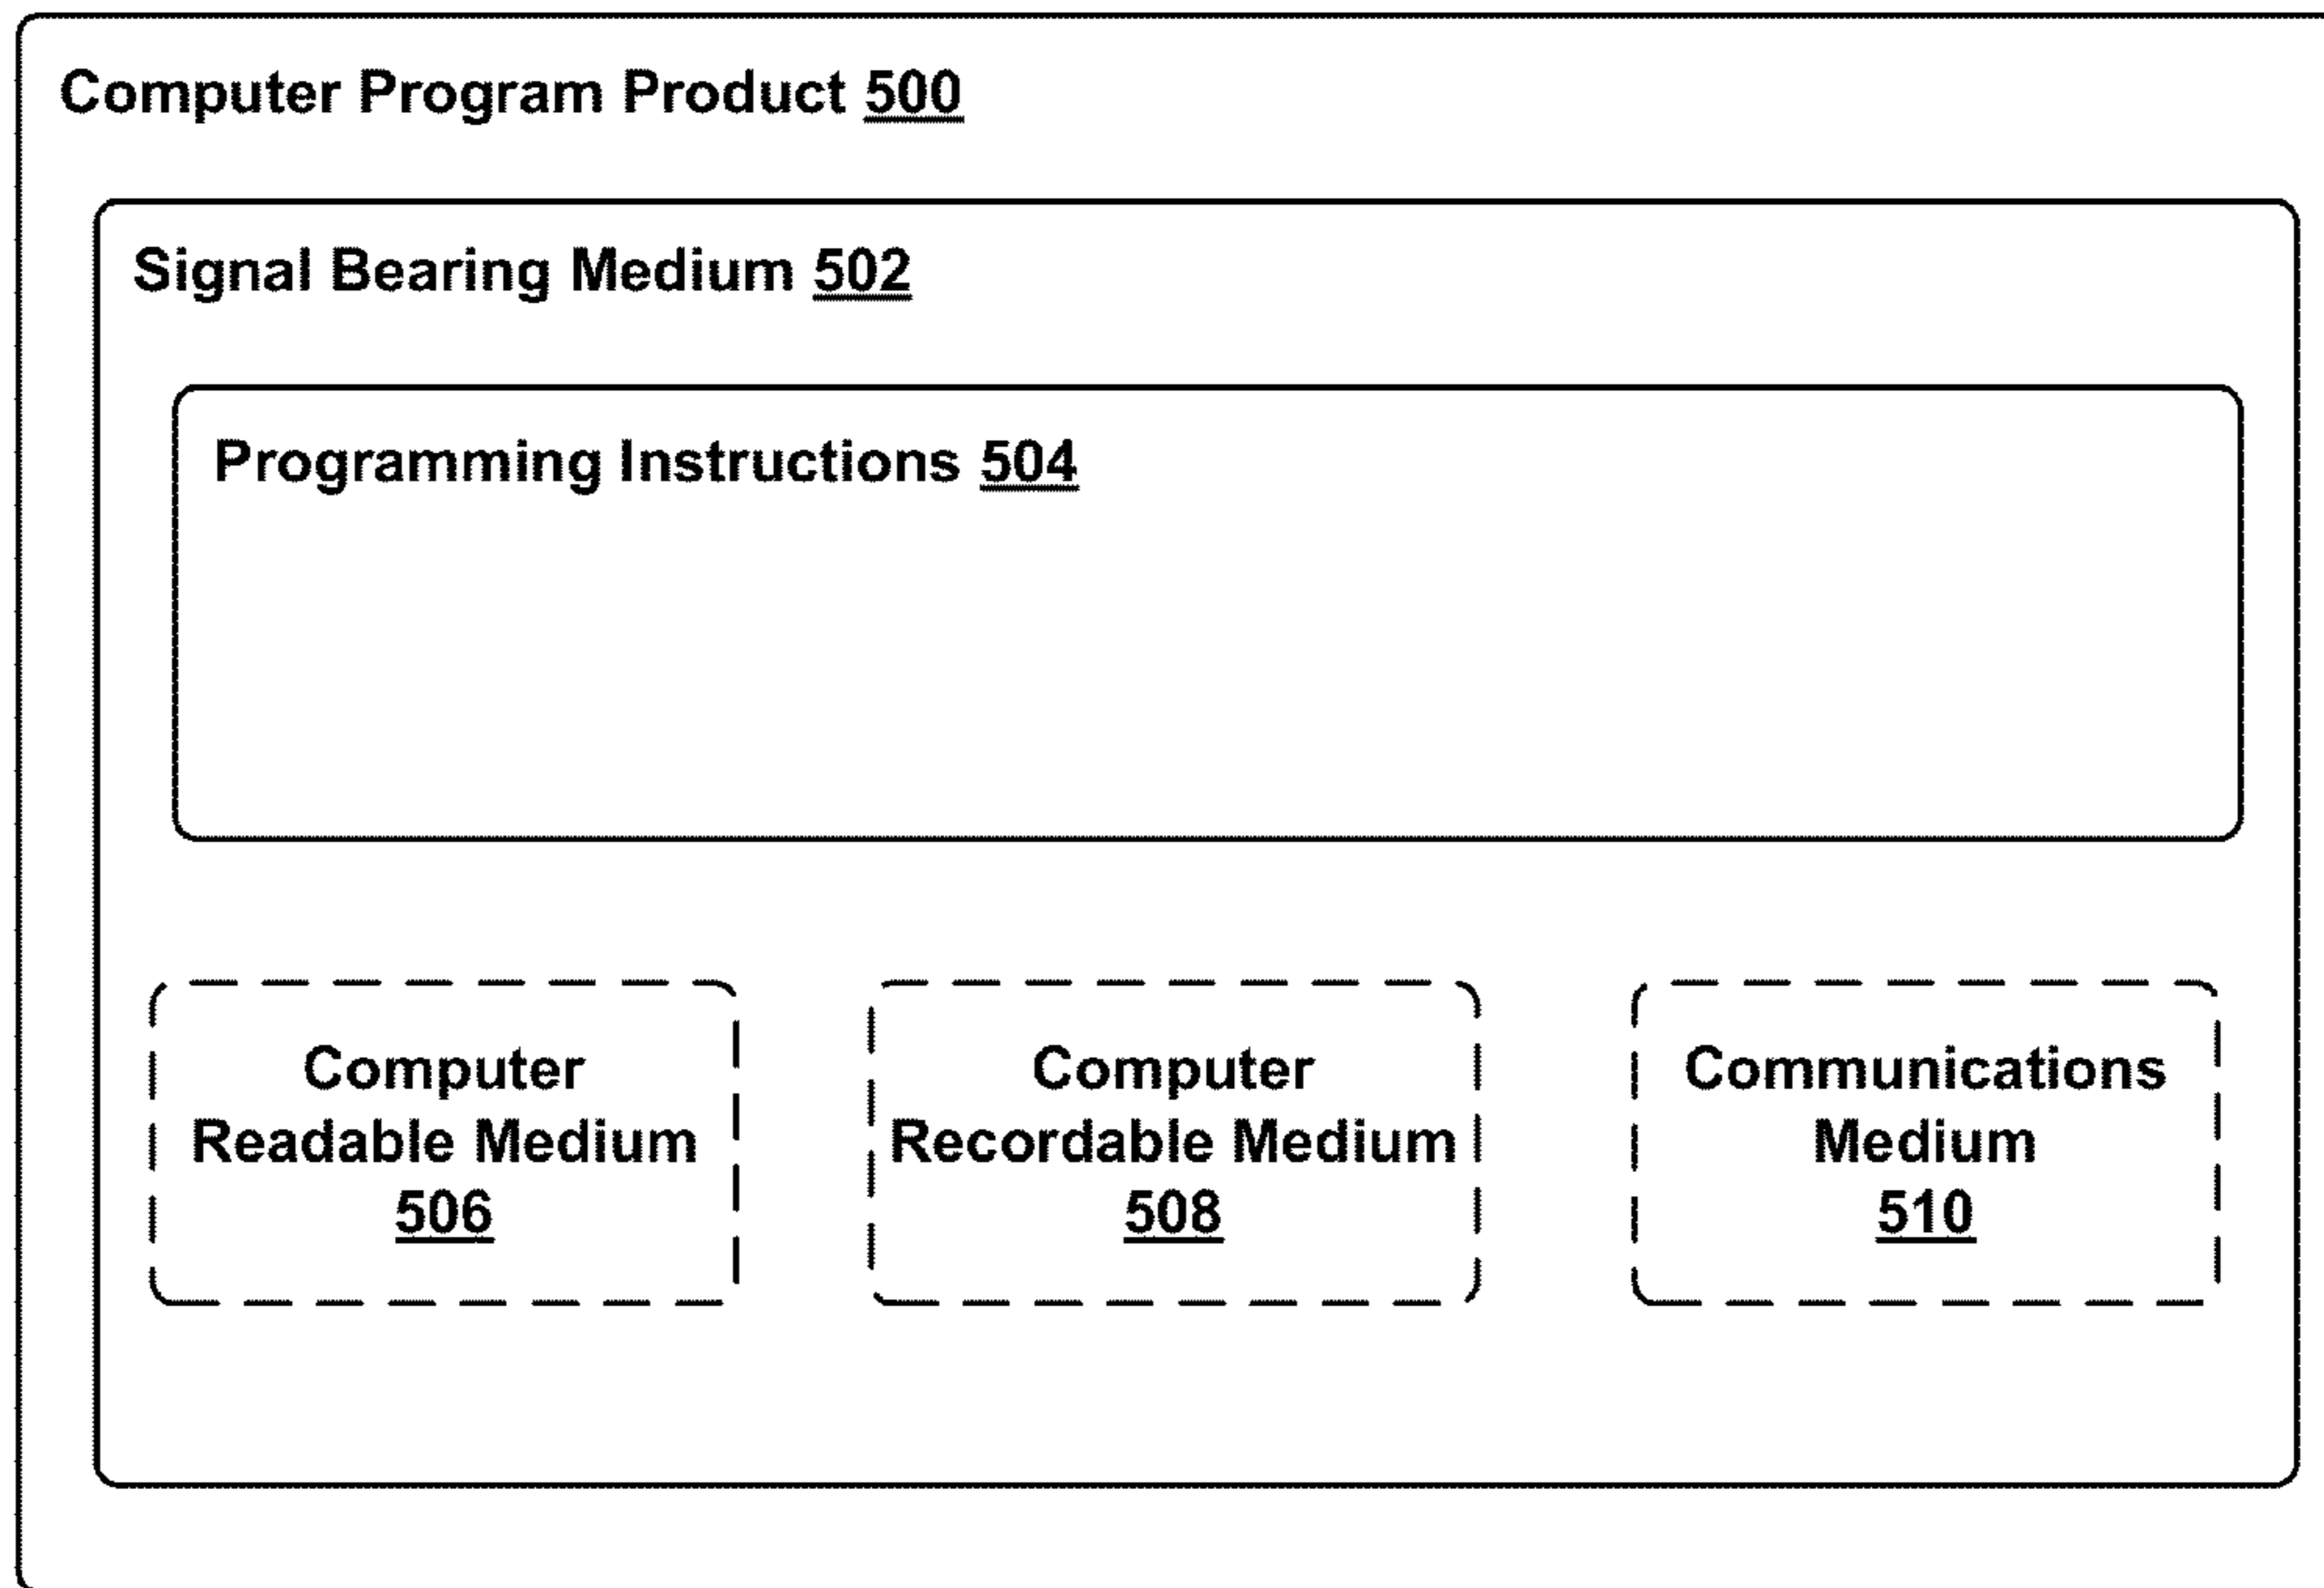 Computer Program Product 500
Signal Bearing Medium 502
Programming Instructions 504
Computer
Readable Medium
506
Computer
Recordable Medium
508
Communications
Medium
510